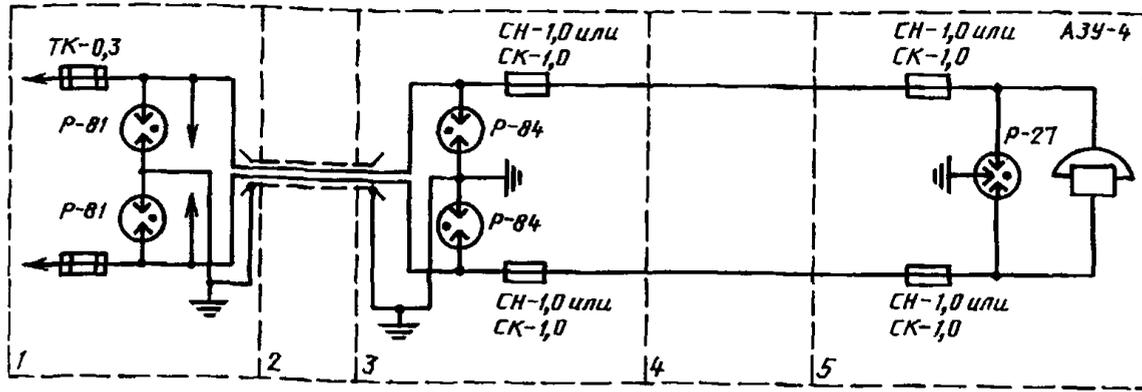 ТК-0,3
Р-81
Р-81
СН-1,0 или
СК-1,0
Р-84
Р-84
СН-1,0 или
СК-1,0
СН-1,0 или
СК-1,0
АЗУ-4
Р-27
СН-1,0 или
СК-1,0
1
2
3
4
5